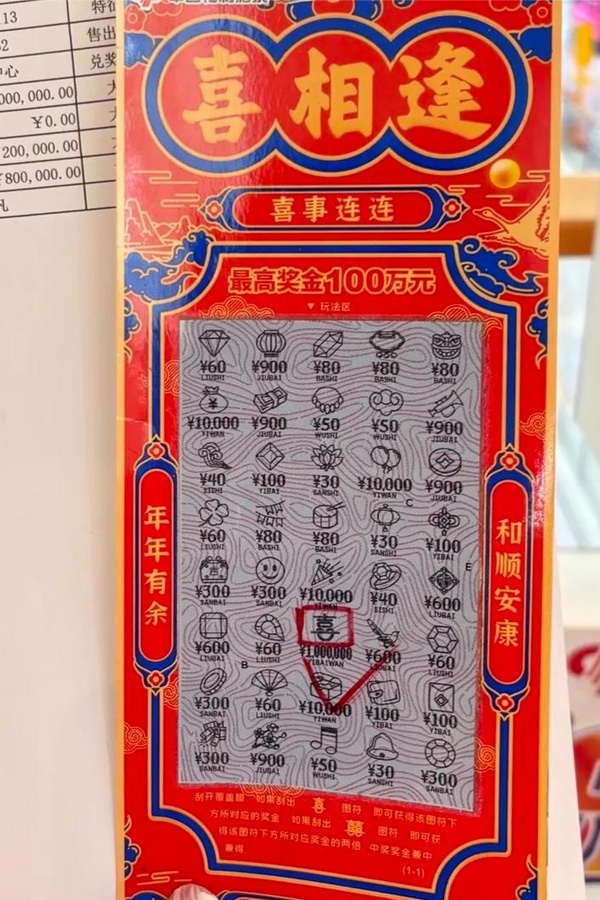 13
特征
62
售出
中心
兑奖
000,000.00
大
¥0.00
200,000.00
¥800,000.00
凡
喜相逢
喜事连连
最高奖金100万元
▼ 玩法区
年年有余
和顺安康
¥60 ¥900 ¥80 ¥80 ¥80
LIUSHI JIUBAI BASHI BASHI BASHI
¥
¥10,000 ¥900 ¥50 ¥50 ¥900
YIWAN JIUBAI WUSHI WUSHI JIUBAI
¥40 ¥100 ¥30 ¥10,000 ¥900
SISHI YIBAI SANSHI YIWAN JIUBAI
C
¥60 ¥80 ¥80 ¥30 ¥100
LIUSHI BASHI BASHI SANSHI YIBAI
E
¥300 ¥300 ¥10,000 ¥40 ¥600
SANBAI SANBAI YIWAN SISHI LIUBAI
喜
¥600 ¥60 ¥1,000,000 ¥600 ¥60
LIUBAI LIUSHI YIBAIWAN LIUBAI LIUSHI
B
¥300 ¥60 ¥10,000 ¥100 ¥100
SANBAI LIUSHI YIWAN YIBAI YIBAI
¥300 ¥900 ¥50 ¥30 ¥300
SANBAI JIUBAI WUSHI SANSHI SANBAI
刮开覆盖膜 如果刮出 喜 图符 即可获得该图符下
方所对应的奖金 如果刮出 囍 图符 即可获
得该图符下方所对应奖金的两倍 中奖奖金兼中
兼得
(1-1)